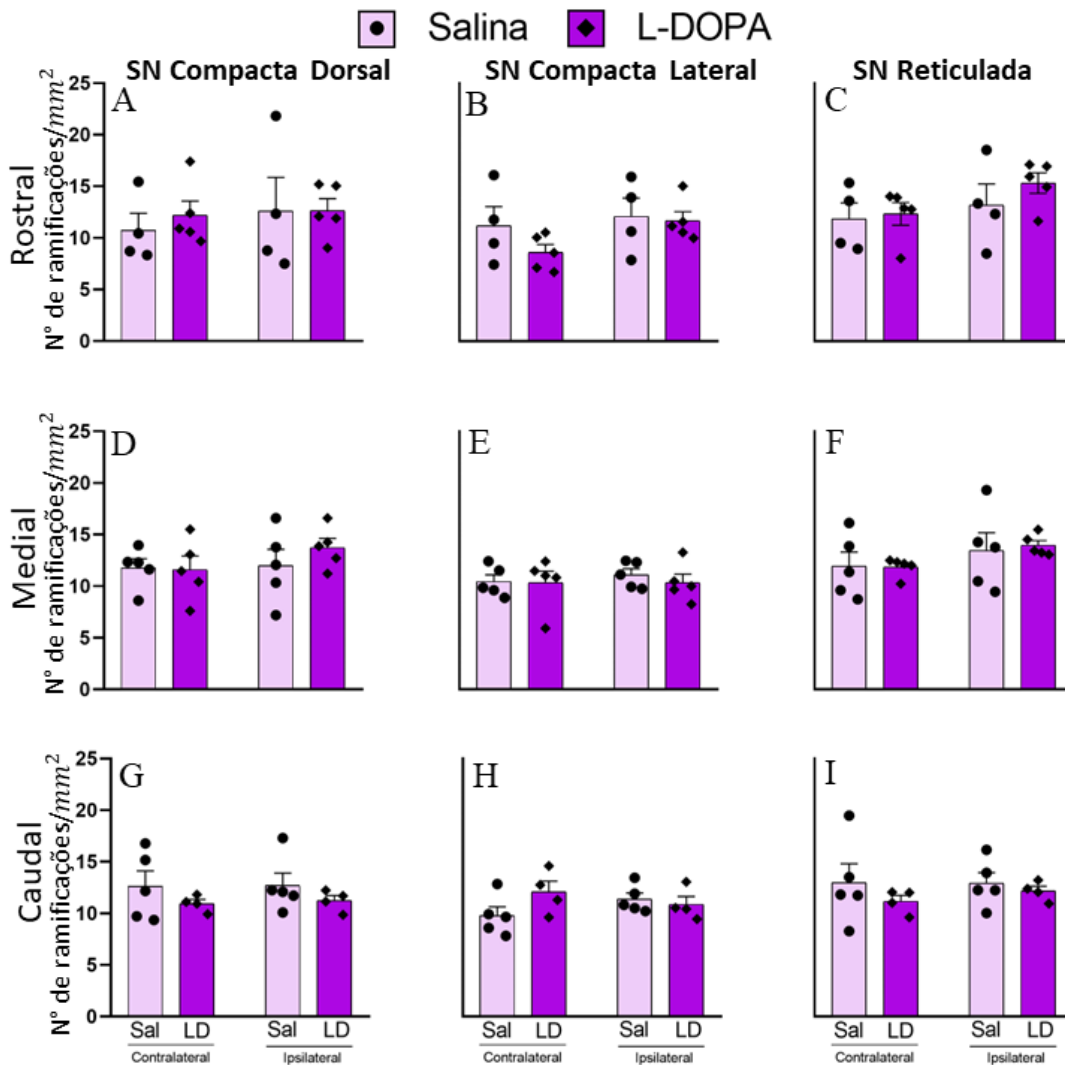 Salina L-DOPA
SN Compacta Dorsal SN Compacta Lateral SN Reticulada
Rostral
N° de ramificações/mm²
25
20
15
10
5
0
A
B
C
Medial
N° de ramificações/mm²
25
20
15
10
5
0
D
E
F
Caudal
N° de ramificações/mm²
25
20
15
10
5
0
G
H
I
Sal LD Sal LD Sal LD Sal LD Sal LD Sal LD
Contralateral Ipsilateral Contralateral Ipsilateral Contralateral Ipsilateral